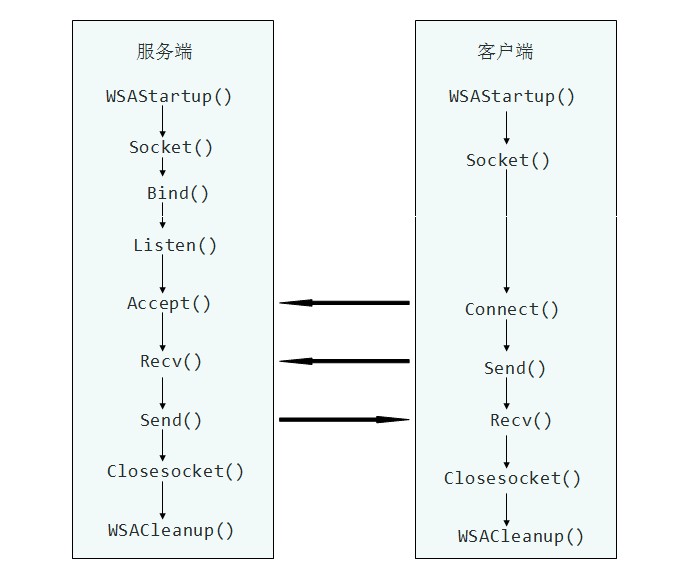 服务端
WSAStartup()
Socket()
Bind()
Listen()
Accept()
Recv()
Send()
Closesocket()
WSACleanup()
客户端
WSAStartup()
Socket()
Connect()
Send()
Recv()
Closesocket()
WSACleanup()